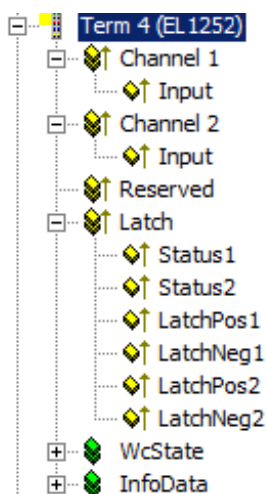 Term 4 (EL1252)
Channel 1
Input
Channel 2
Input
Reserved
Latch
Status1
Status2
LatchPos1
LatchNeg1
LatchPos2
LatchNeg2
WcState
InfoData